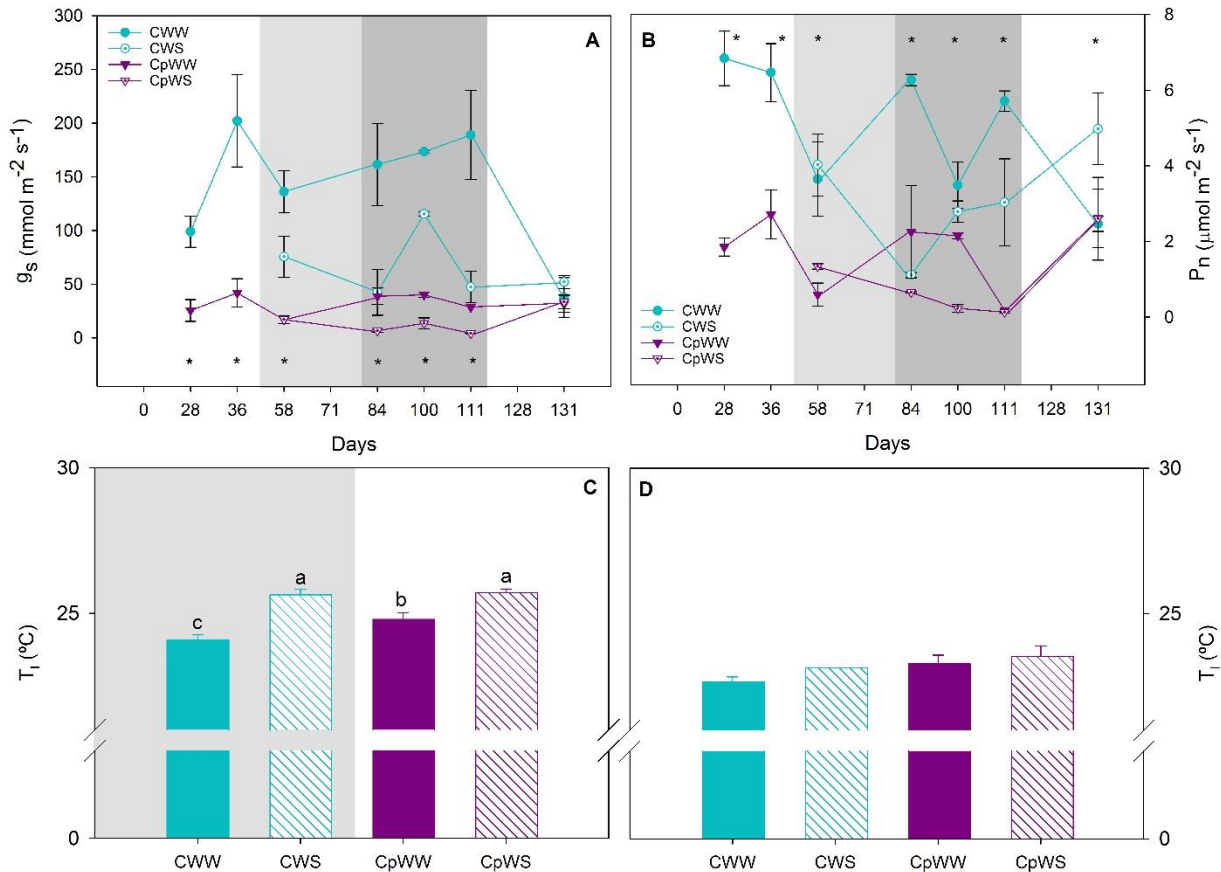 300
250
200
150
100
50
0
gs (mmol m-2 s-1)
CWW
CWS
CpWW
CpWS
A
* * * * * *
0 28 36 58 71 84 100 111 128 131
Days
B
* * * * * * *
CWW
CWS
CpWW
CpWS
8
6
4
2
0
Pn (μmol m-2 s-1)
0 28 36 58 71 84 100 111 128 131
Days
30
25
0
Tl (ºC)
C
c
a
b
a
CWW CWS CpWW CpWS
D
30
25
0
Tl (ºC)
CWW CWS CpWW CpWS